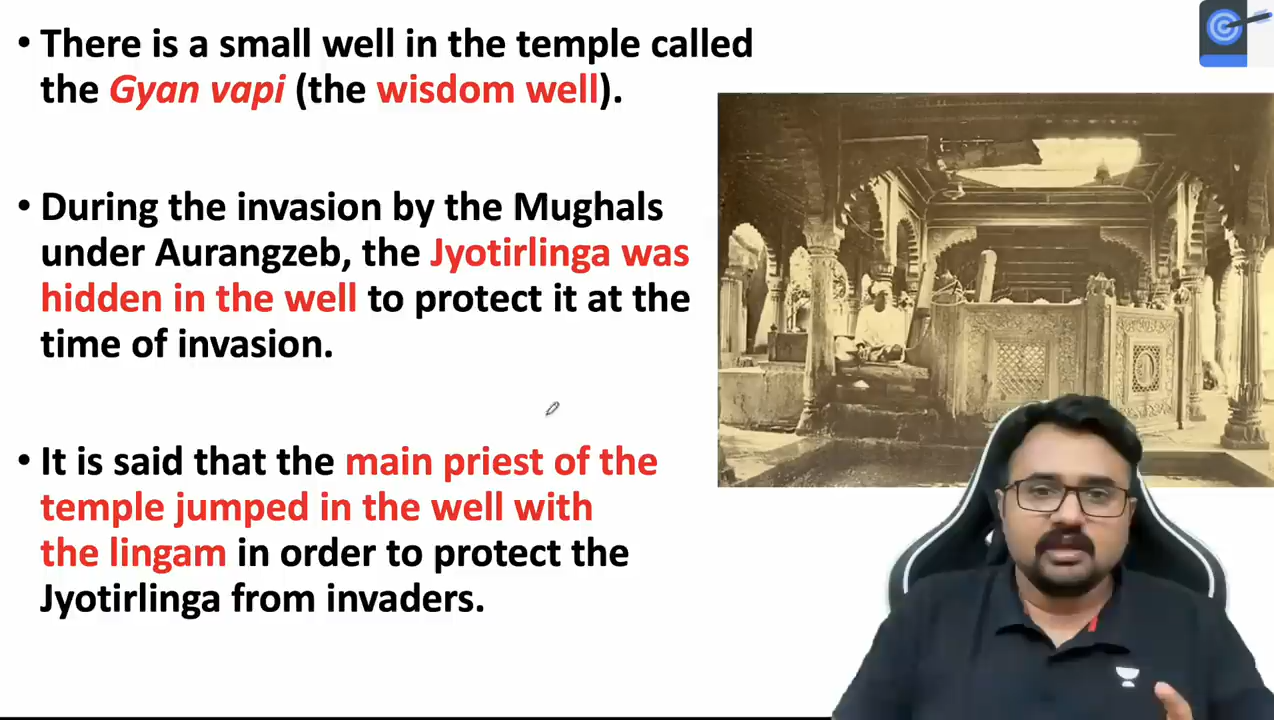 • There is a small well in the temple called
the Gyan vapi (the wisdom well).
• During the invasion by the Mughals
under Aurangzeb, the Jyotirlinga was
hidden in the well to protect it at the
time of invasion.
• It is said that the main priest of the
temple jumped in the well with
the lingam in order to protect the
Jyotirlinga from invaders.